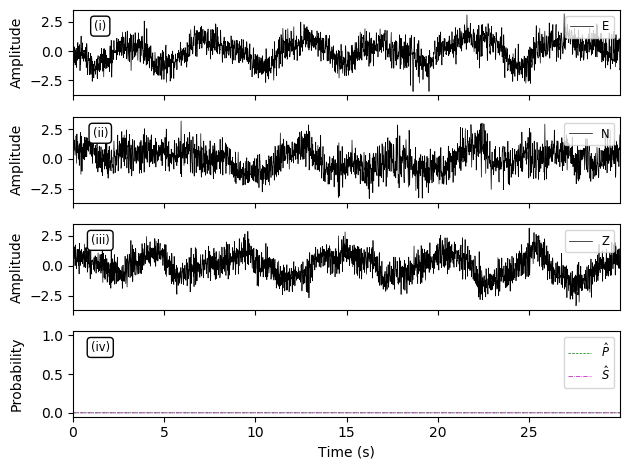 (i)
E
Amplitude
2.5
0.0
−2.5
(ii)
N
Amplitude
2.5
0.0
−2.5
(iii)
Z
Amplitude
2.5
0.0
−2.5
(iv)
P̂
Ŝ
Probability
1.0
0.5
0.0
0 5 10 15 20 25
Time (s)